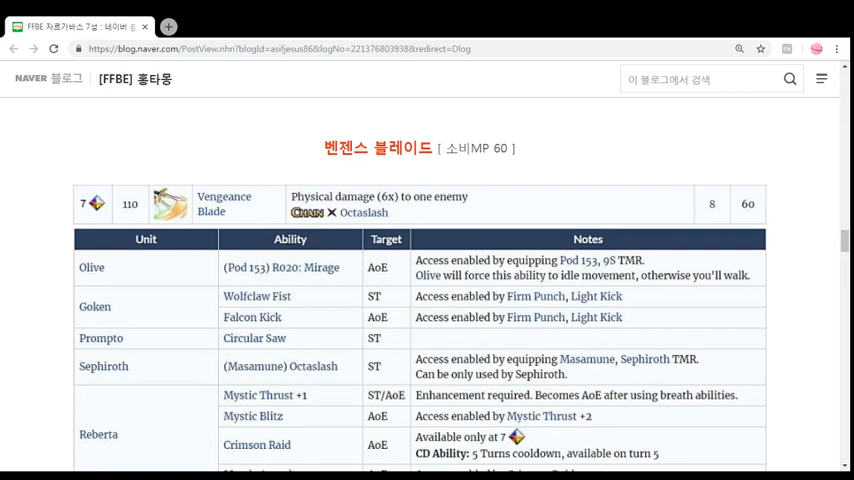 FFBE 자르가바스 7성 : 네이버
https://blog.naver.com/PostView.nhn?blogId=asifjesus86&logNo=221376803938&redirect=Dlog
NAVER 블로그 [FFBE] 홍타몽
이 블로그에서 검색
벤젠스 블레이드 [ 소비MP 60 ]
7 110 Vengeance Blade Physical damage (6x) to one enemy 8 60
CHAIN Octaslash
Unit Ability Target Notes
Olive (Pod 153) R020: Mirage AoE Access enabled by equipping Pod 153, 9S TMR.
Olive will force this ability to idle movement, otherwise you'll walk.
Goken Wolfclaw Fist ST Access enabled by Firm Punch, Light Kick
Falcon Kick AoE Access enabled by Firm Punch, Light Kick
Prompto Circular Saw ST
Sephiroth (Masamune) Octaslash ST Access enabled by equipping Masamune, Sephiroth TMR.
Can be only used by Sephiroth.
Reberta Mystic Thrust +1 ST/AoE Enhancement required. Becomes AoE after using breath abilities.
Mystic Blitz AoE Access enabled by Mystic Thrust +2
Crimson Raid AoE Available only at 7
CD Ability: 5 Turns cooldown, available on turn 5